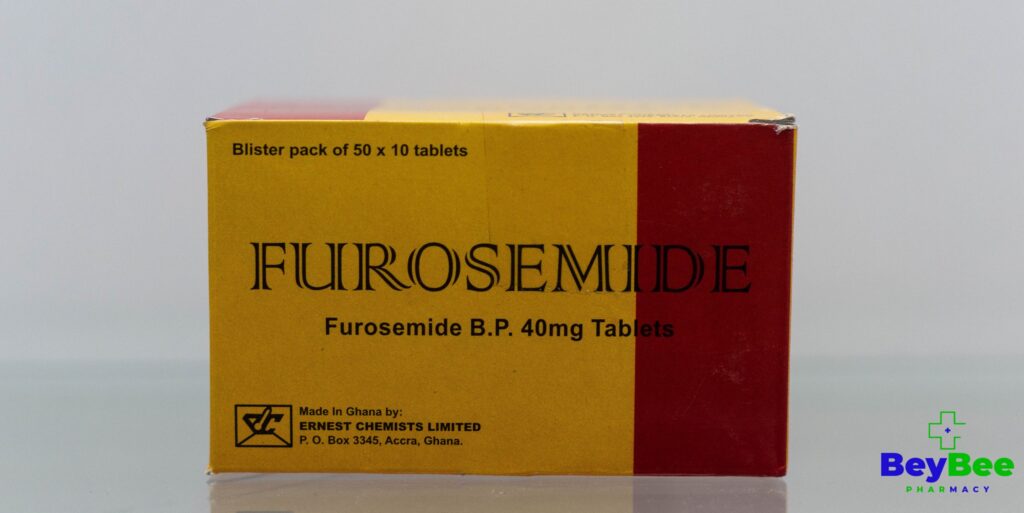 Blister pack of 50 x 10 tablets
FUROSEMIDE
Furosemide B.P. 40mg Tablets
Made In Ghana by:
ERNEST CHEMISTS LIMITED
P. O. Box 3345, Accra, Ghana.
BeyBee
PHARMACY